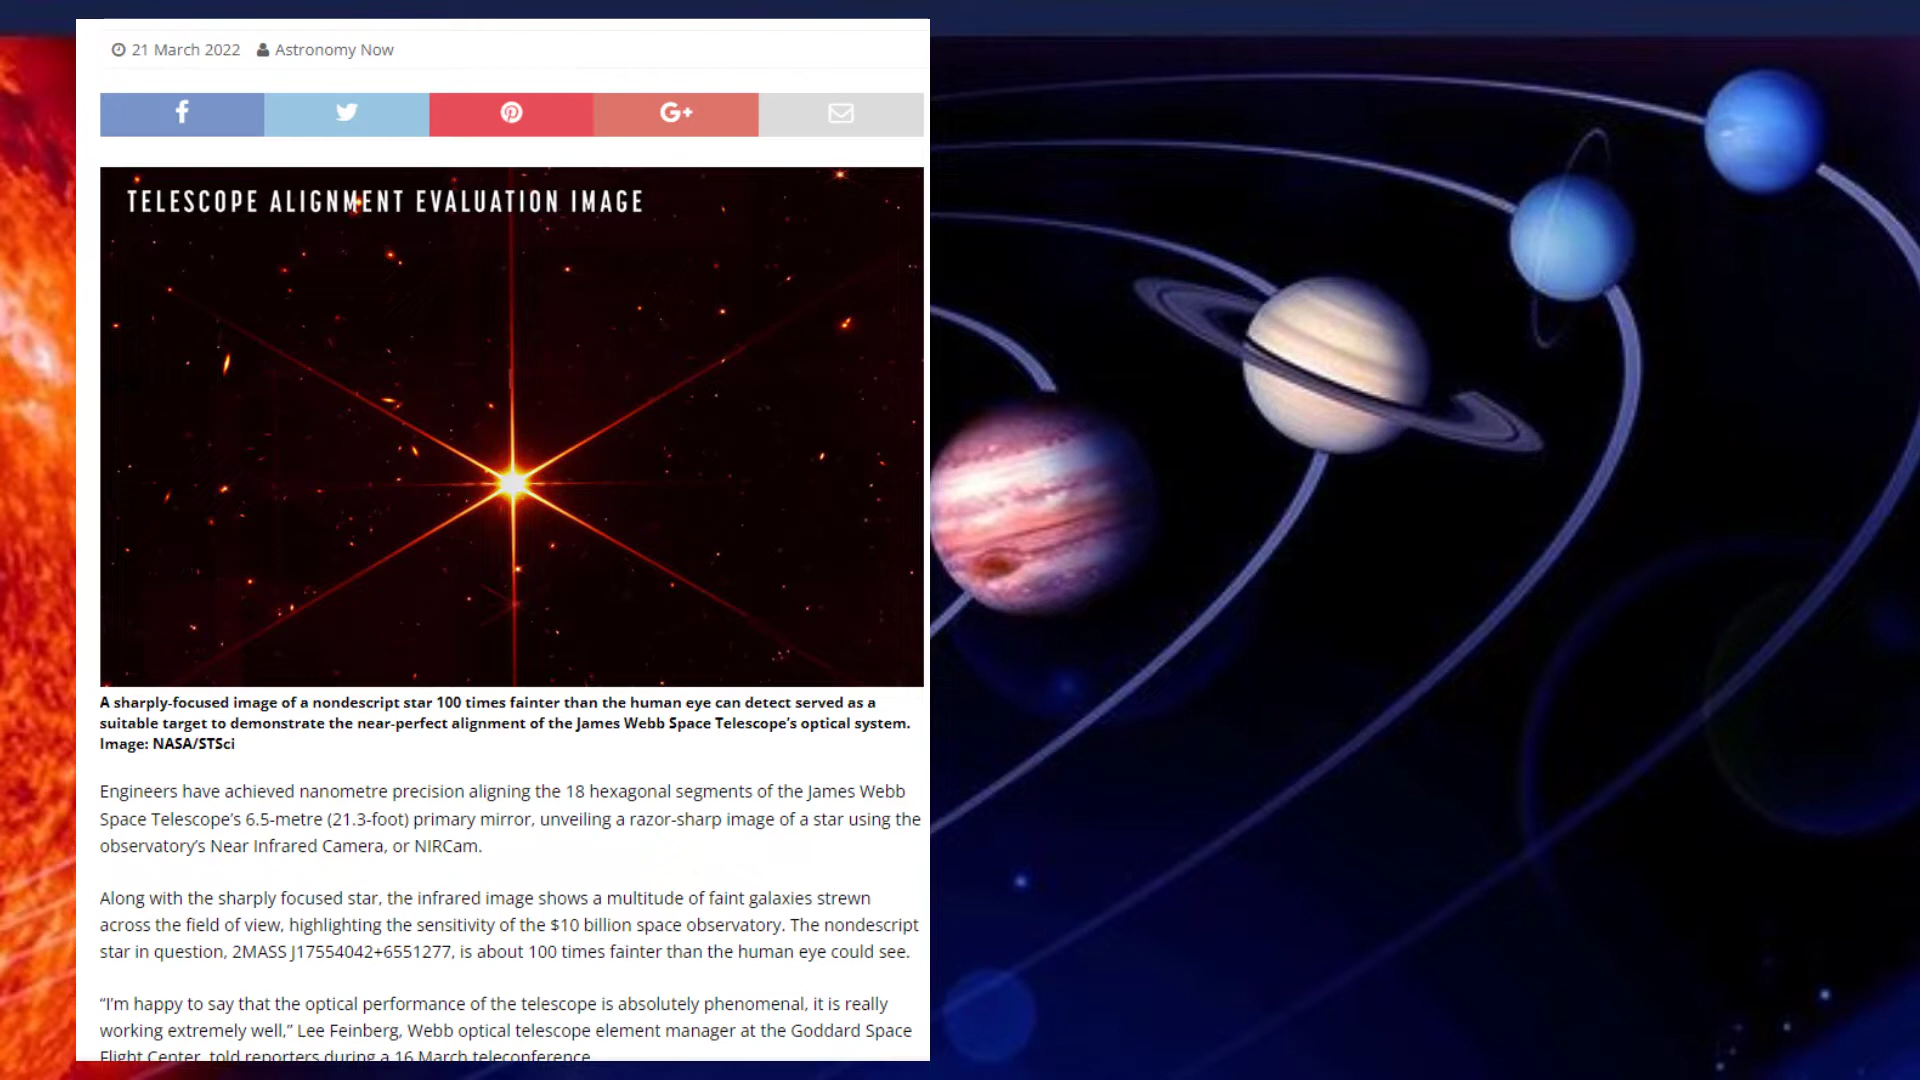 21 March 2022 Astronomy Now
f G+
TELESCOPE ALIGNMENT EVALUATION IMAGE
A sharply-focused image of a nondescript star 100 times fainter than the human eye can detect served as a
suitable target to demonstrate the near-perfect alignment of the James Webb Space Telescope’s optical system.
Image: NASA/STSci
Engineers have achieved nanometre precision aligning the 18 hexagonal segments of the James Webb
Space Telescope’s 6.5-metre (21.3-foot) primary mirror, unveiling a razor-sharp image of a star using the
observatory’s Near Infrared Camera, or NIRCam.
Along with the sharply focused star, the infrared image shows a multitude of faint galaxies strewn
across the field of view, highlighting the sensitivity of the $10 billion space observatory. The nondescript
star in question, 2MASS J17554042+6551277, is about 100 times fainter than the human eye could see.
“I’m happy to say that the optical performance of the telescope is absolutely phenomenal, it is really
working extremely well,” Lee Feinberg, Webb optical telescope element manager at the Goddard Space
Flight Center, told reporters during a 16 March teleconference.